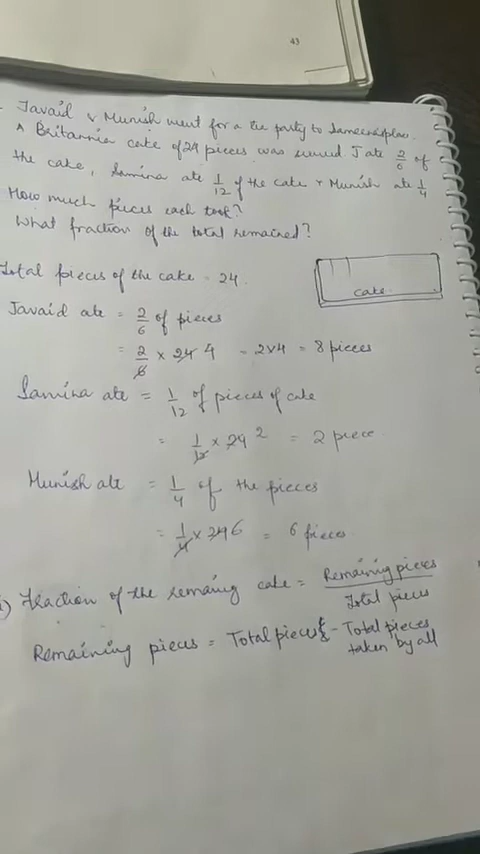 43
Javaid & Munish went for a tea party to Sameena's place.
A Britannia cake of 24 pieces was served. J ate 2/6 of
the cake, Samina ate 1/12 of the cake & Munish ate 1/4
How much pieces each took?
What fraction of the total remained?
Total pieces of the cake = 24.
cake.
Javaid ate = 2/6 of pieces
= 2/6 x 24 4 = 2x4 = 8 pieces
Samina ate = 1/12 of pieces of cake
= 1/12 x 24 2 = 2 piece
Munish ate = 1/4 of the pieces
= 1/4 x 24 6 = 6 pieces
i) Fraction of the remaing cake = Remaining pieces / Total pieces
Remaining pieces = Total pieces { - Total pieces
taken by all